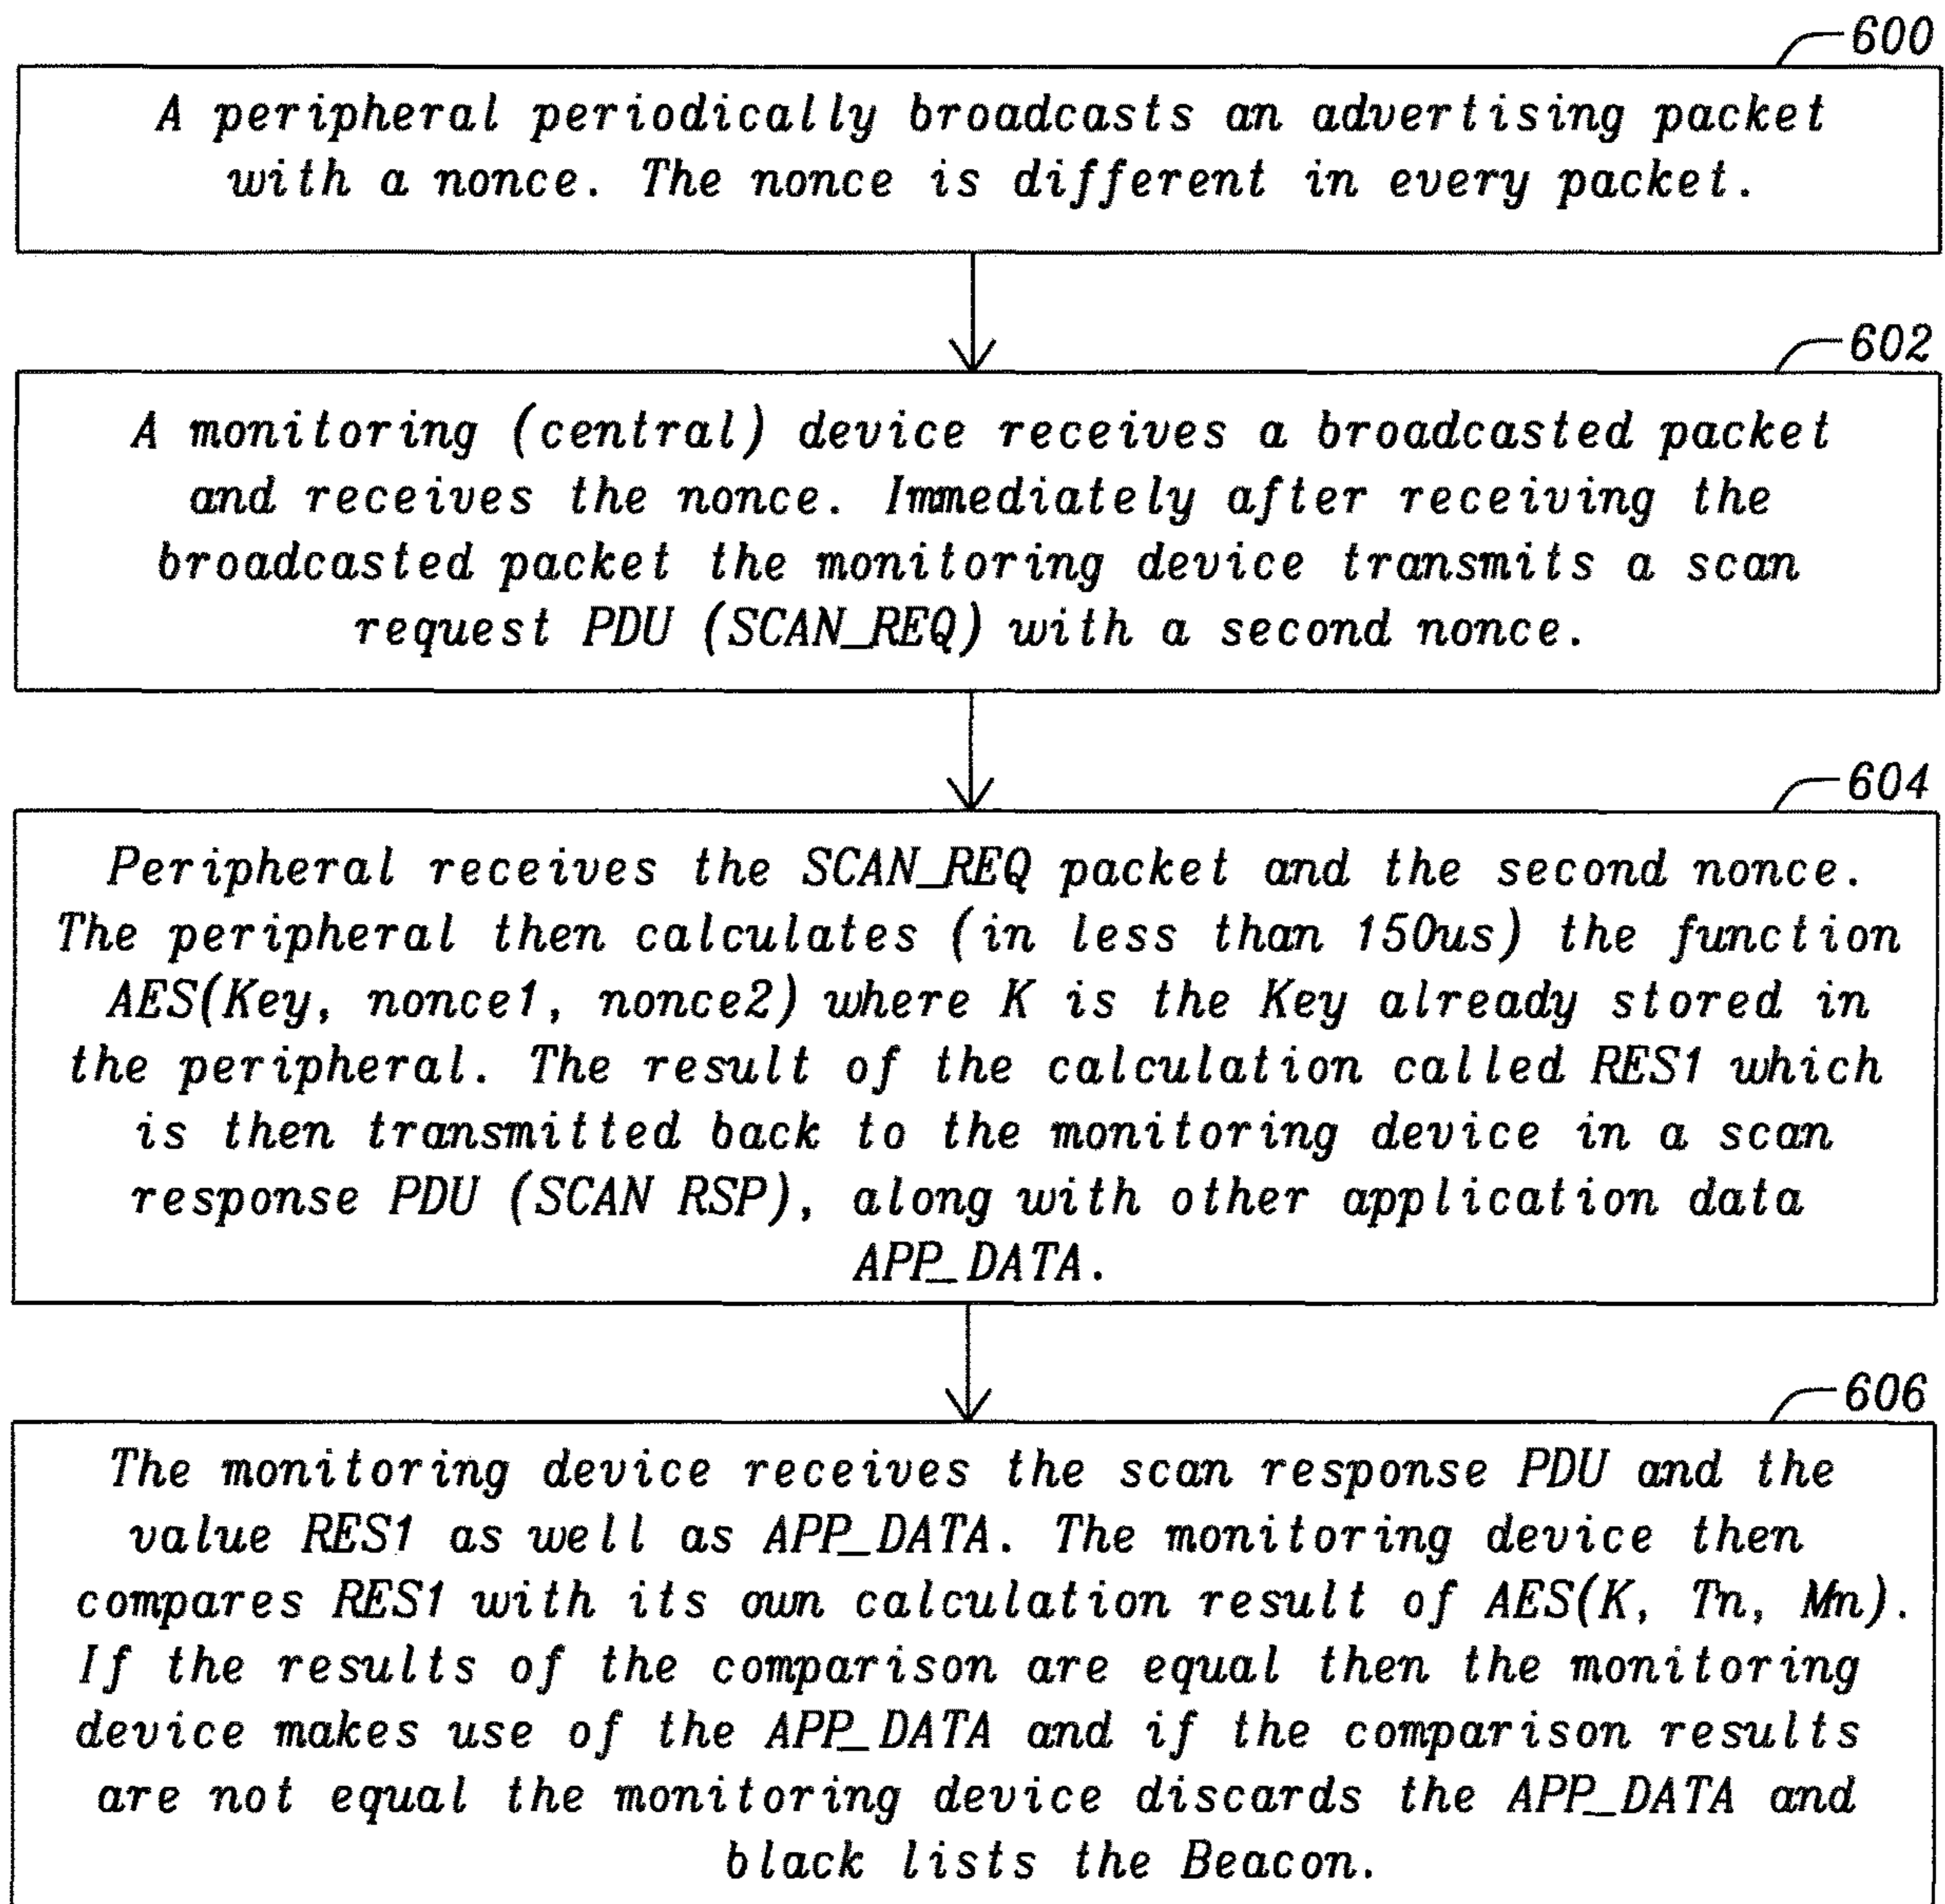 600
A peripheral periodically broadcasts an advertising packet
with a nonce. The nonce is different in every packet.
602
A monitoring (central) device receives a broadcasted packet
and receives the nonce. Immediately after receiving the
broadcasted packet the monitoring device transmits a scan
request PDU (SCAN_REQ) with a second nonce.
604
Peripheral receives the SCAN_REQ packet and the second nonce.
The peripheral then calculates (in less than 150us) the function
AES(Key, nonce1, nonce2) where K is the Key already stored in
the peripheral. The result of the calculation called RES1 which
is then transmitted back to the monitoring device in a scan
response PDU (SCAN RSP), along with other application data
APP_DATA.
606
The monitoring device receives the scan response PDU and the
value RES1 as well as APP_DATA. The monitoring device then
compares RES1 with its own calculation result of AES(K, Tn, Mn).
If the results of the comparison are equal then the monitoring
device makes use of the APP_DATA and if the comparison results
are not equal the monitoring device discards the APP_DATA and
black lists the Beacon.